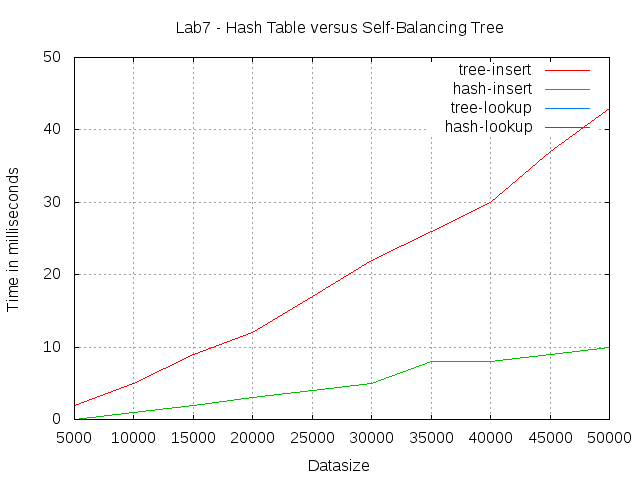 Lab7 - Hash Table versus Self-Balancing Tree
50
40
30
20
10
0
Time in milliseconds
tree-insert
hash-insert
tree-lookup
hash-lookup
5000 10000 15000 20000 25000 30000 35000 40000 45000 50000
Datasize